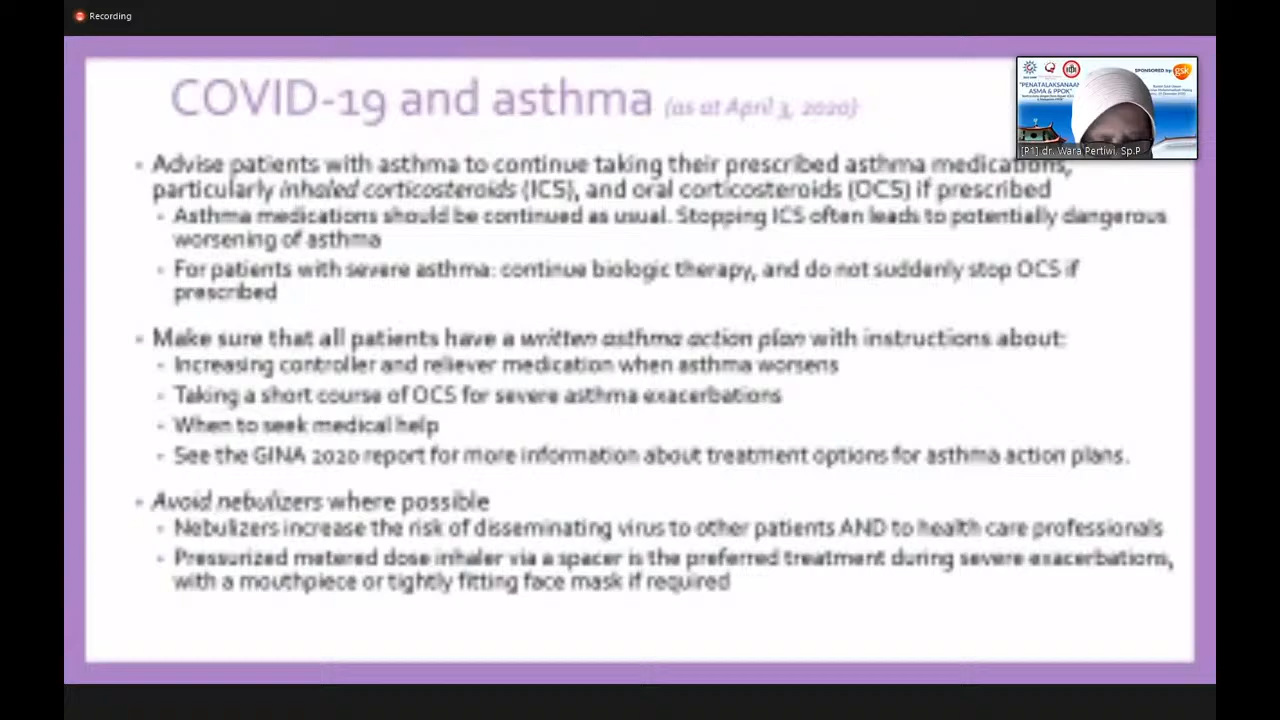 Recording
COVID-19 and asthma (as at April 3, 2020)
SPONSORED by
gsk
"PENATALAKSANAAN
ASMA & PPOK"
[P1] dr. Wara Pertiwi, Sp.P
- Advise patients with asthma to continue taking their prescribed asthma medications,
particularly inhaled corticosteroids (ICS), and oral corticosteroids (OCS) if prescribed
- Asthma medications should be continued as usual. Stopping ICS often leads to potentially dangerous
worsening of asthma
- For patients with severe asthma: continue biologic therapy, and do not suddenly stop OCS if
prescribed
- Make sure that all patients have a written asthma action plan with instructions about:
- Increasing controller and reliever medication when asthma worsens
- Taking a short course of OCS for severe asthma exacerbations
- When to seek medical help
- See the GINA 2020 report for more information about treatment options for asthma action plans.
- Avoid nebulizers where possible
- Nebulizers increase the risk of disseminating virus to other patients AND to health care professionals
- Pressurized metered dose inhaler via a spacer is the preferred treatment during severe exacerbations,
with a mouthpiece or tightly fitting face mask if required